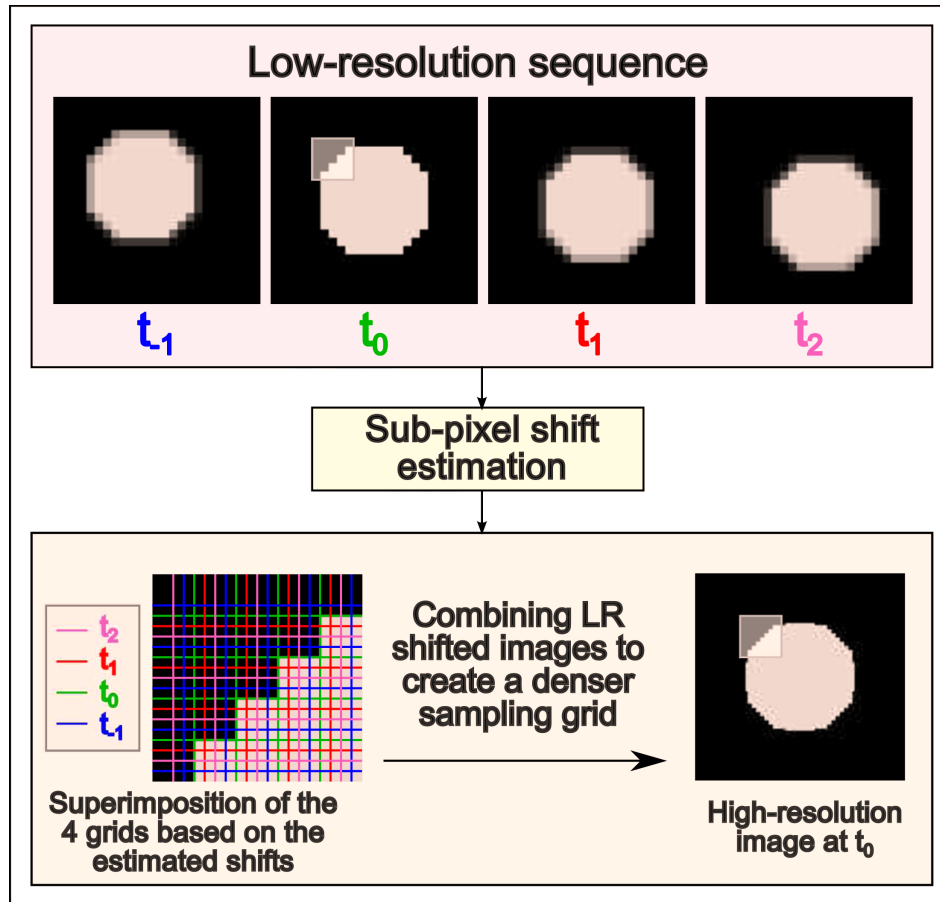 Low-resolution sequence
t-1
t0
t1
t2
Sub-pixel shift
estimation
t2
t1
t0
t-1
Superimposition of the
4 grids based on the
estimated shifts
Combining LR
shifted images to
create a denser
sampling grid
High-resolution
image at t0